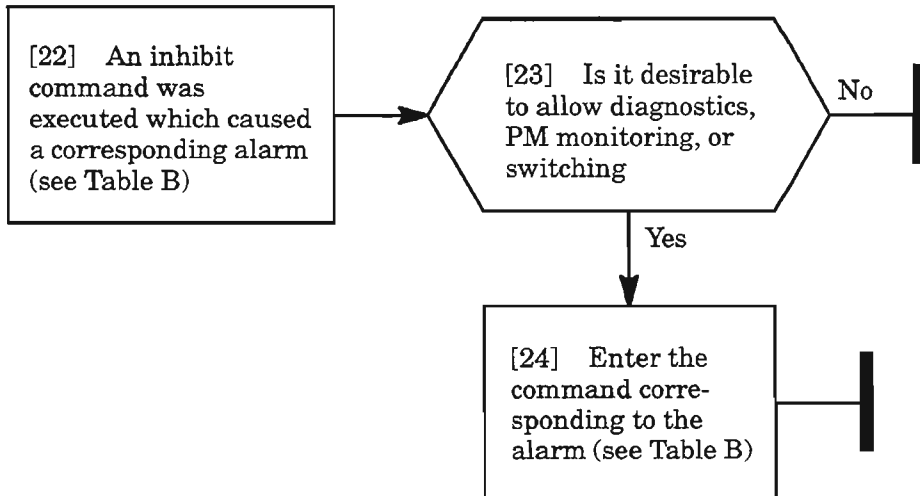 [22] An inhibit
command was
executed which caused
a corresponding alarm
(see Table B)
[23] Is it desirable
to allow diagnostics,
PM monitoring, or
switching
No
Yes
[24] Enter the
command corre-
sponding to the
alarm (see Table B)